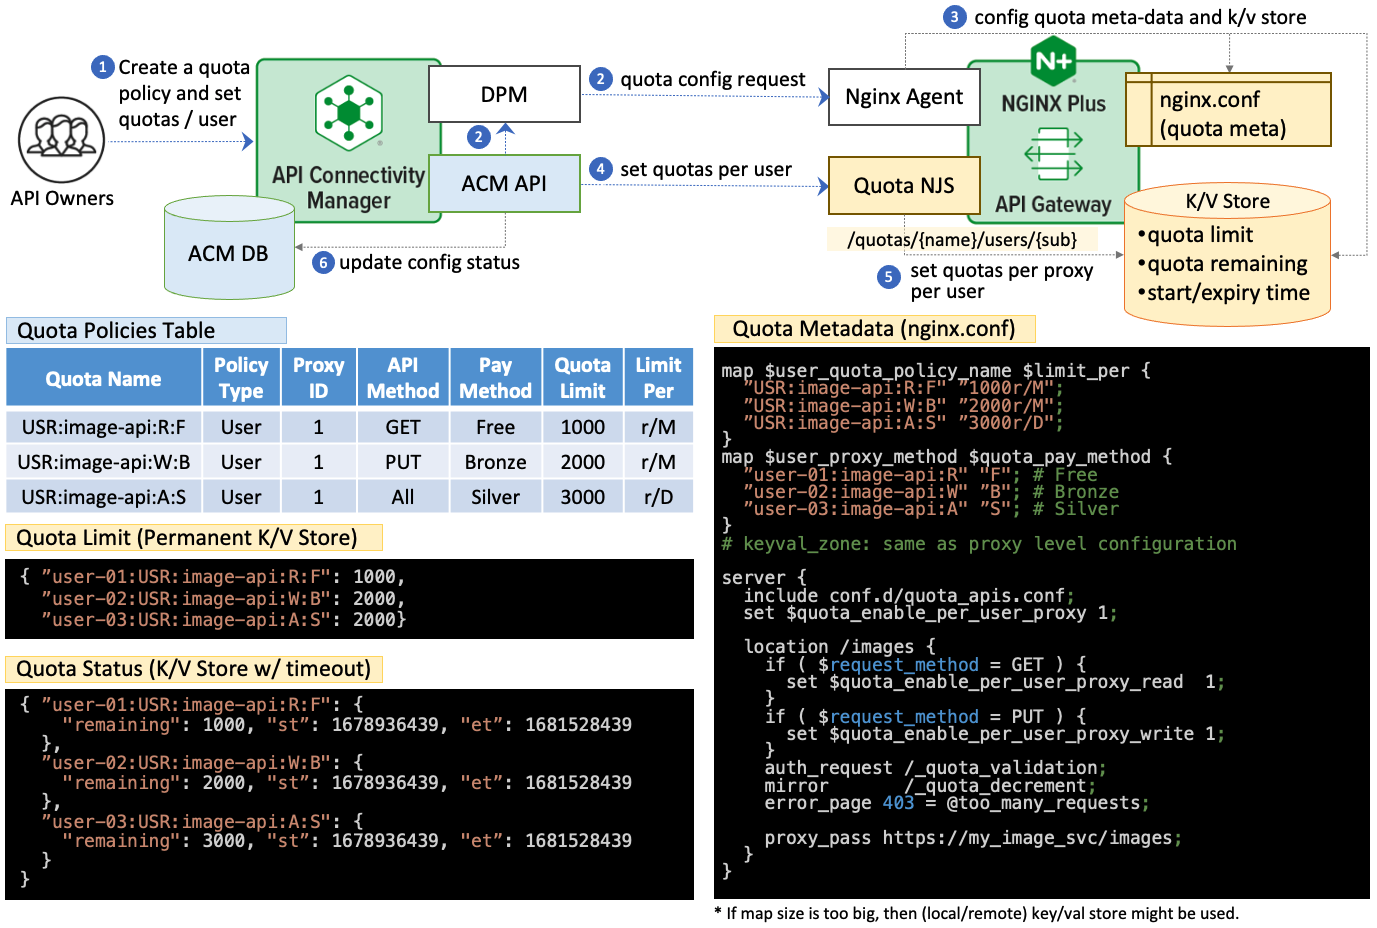 3 config quota meta-data and k/v store
1 Create a quota
policy and set
quotas / user
API Owners
API Connectivity
Manager
DPM
2
ACM API
ACM DB
2 quota config request
4 set quotas per user
6 update config status
Nginx Agent
Quota NJS
N+
NGINX Plus
API Gateway
nginx.conf
(quota meta)
/quotas/{name}/users/{sub}
5 set quotas per proxy
per user
K/V Store
•quota limit
•quota remaining
•start/expiry time
Quota Policies Table
Quota Name Policy Type Proxy ID API Method Pay Method Quota Limit Limit Per
USR:image-api:R:F User 1 GET Free 1000 r/M
USR:image-api:W:B User 1 PUT Bronze 2000 r/M
USR:image-api:A:S User 1 All Silver 3000 r/D
Quota Limit (Permanent K/V Store)
{ ”user-01:USR:image-api:R:F": 1000,
”user-02:USR:image-api:W:B": 2000,
”user-03:USR:image-api:A:S": 2000}
Quota Status (K/V Store w/ timeout)
{ ”user-01:USR:image-api:R:F": {
"remaining": 1000, "st”: 1678936439, "et”: 1681528439
},
”user-02:USR:image-api:W:B": {
"remaining": 2000, "st”: 1678936439, "et”: 1681528439
},
”user-03:USR:image-api:A:S": {
"remaining": 3000, "st”: 1678936439, "et”: 1681528439
}
}
Quota Metadata (nginx.conf)
map $user_quota_policy_name $limit_per {
”USR:image-api:R:F" ”1000r/M";
”USR:image-api:W:B" ”2000r/M";
”USR:image-api:A:S" ”3000r/D";
}
map $user_proxy_method $quota_pay_method {
”user-01:image-api:R" "F"; # Free
”user-02:image-api:W" ”B"; # Bronze
”user-03:image-api:A" ”S"; # Silver
}
# keyval_zone: same as proxy level configuration
server {
include conf.d/quota_apis.conf;
set $quota_enable_per_user_proxy 1;
location /images {
if ( $request_method = GET ) {
set $quota_enable_per_user_proxy_read 1;
}
if ( $request_method = PUT ) {
set $quota_enable_per_user_proxy_write 1;
}
auth_request /_quota_validation;
mirror /_quota_decrement;
error_page 403 = @too_many_requests;
proxy_pass https://my_image_svc/images;
}
}
* If map size is too big, then (local/remote) key/val store might be used.